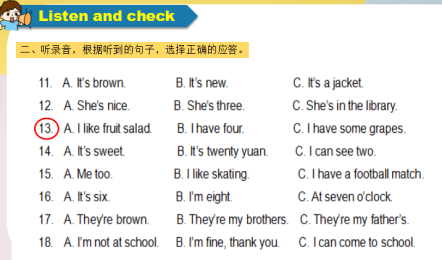 Listen and check
二、听录音，根据听到的句子，选择正确的应答。
11. A. It's brown. B. It's new. C. It's a jacket.
12. A. She's nice. B. She's three. C. She's in the library.
13. A. I like fruit salad. B. I have four. C. I have some grapes.
14. A. It's sweet. B. It's twenty yuan. C. I can see two.
15. A. Me too. B. I like skating. C. I have a football match.
16. A. It's six. B. I'm eight. C. At seven o'clock.
17. A. They're brown. B. They're my brothers. C. They're my father's.
18. A. I'm not at school. B. I'm fine, thank you. C. I can come to school.